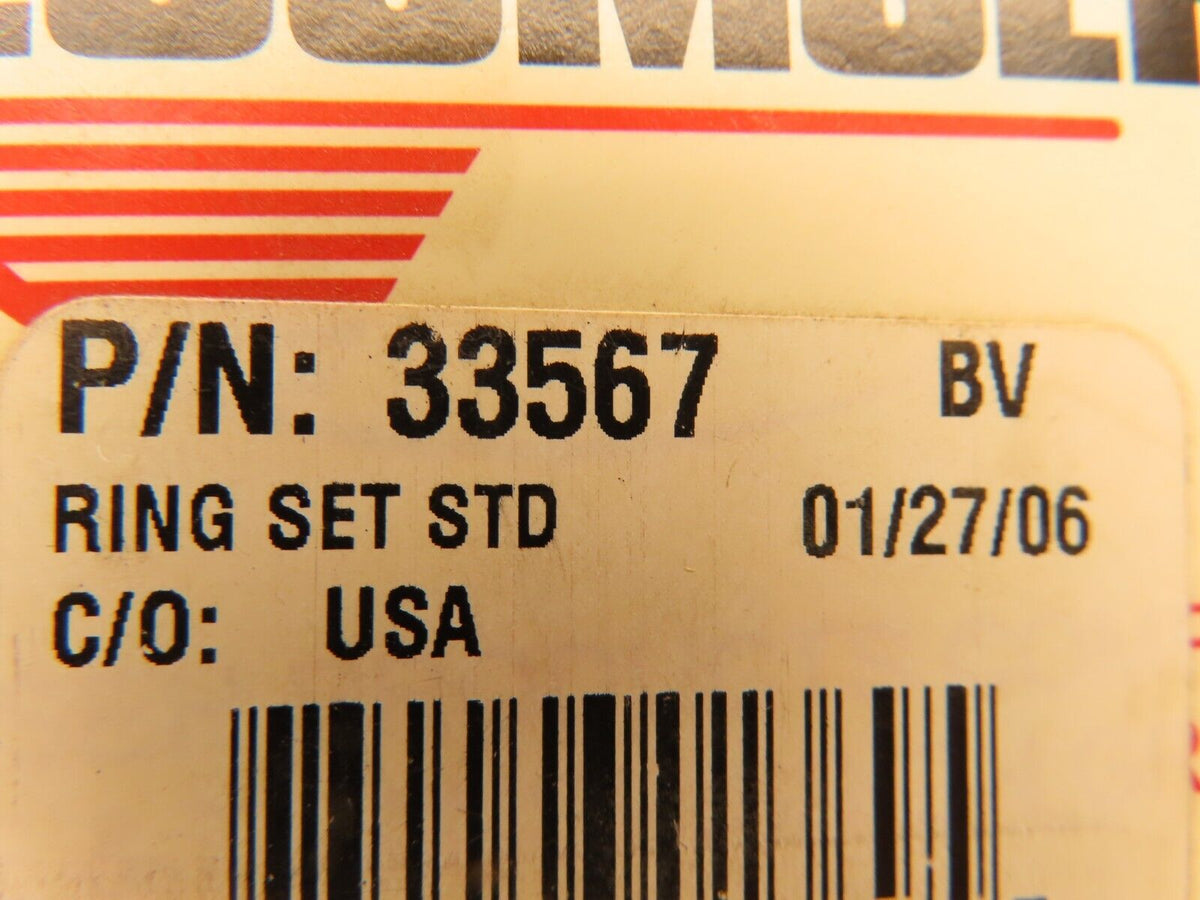 P/N: 33567 BV
RING SET STD 01/27/06
C/O: USA